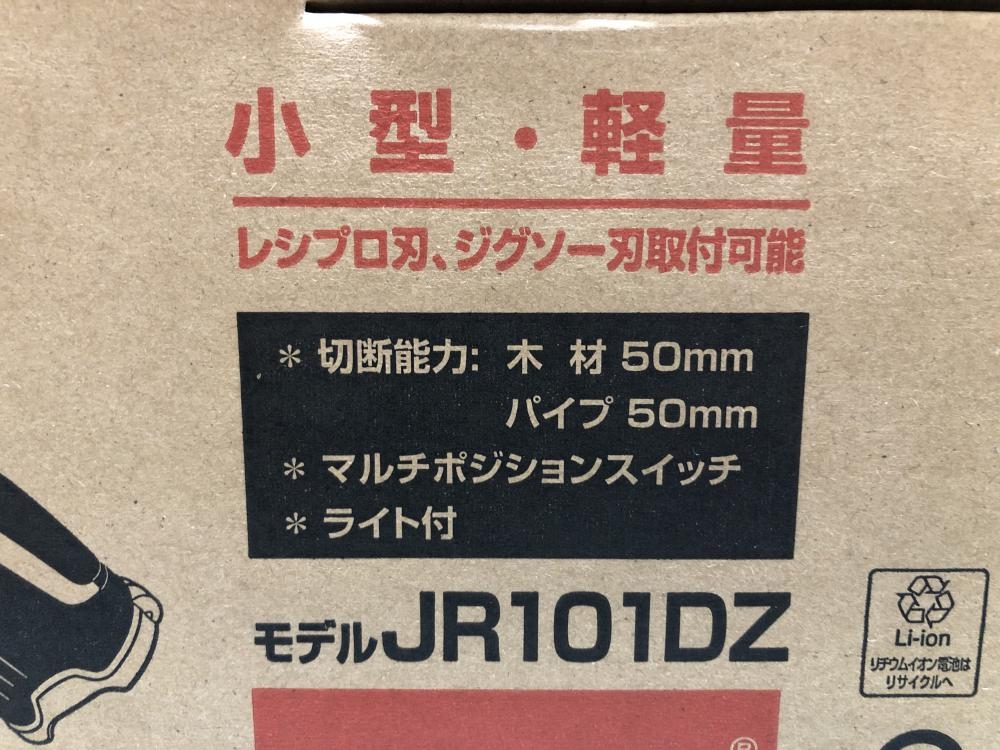 小型・軽量
レシプロ刃、ジグソー刃取付可能
* 切断能力: 木 材 50mm
パイプ 50mm
* マルチポジションスイッチ
* ライト付
モデルJR101DZ
Li-ion
リチウムイオン電池は
リサイクルへ
®